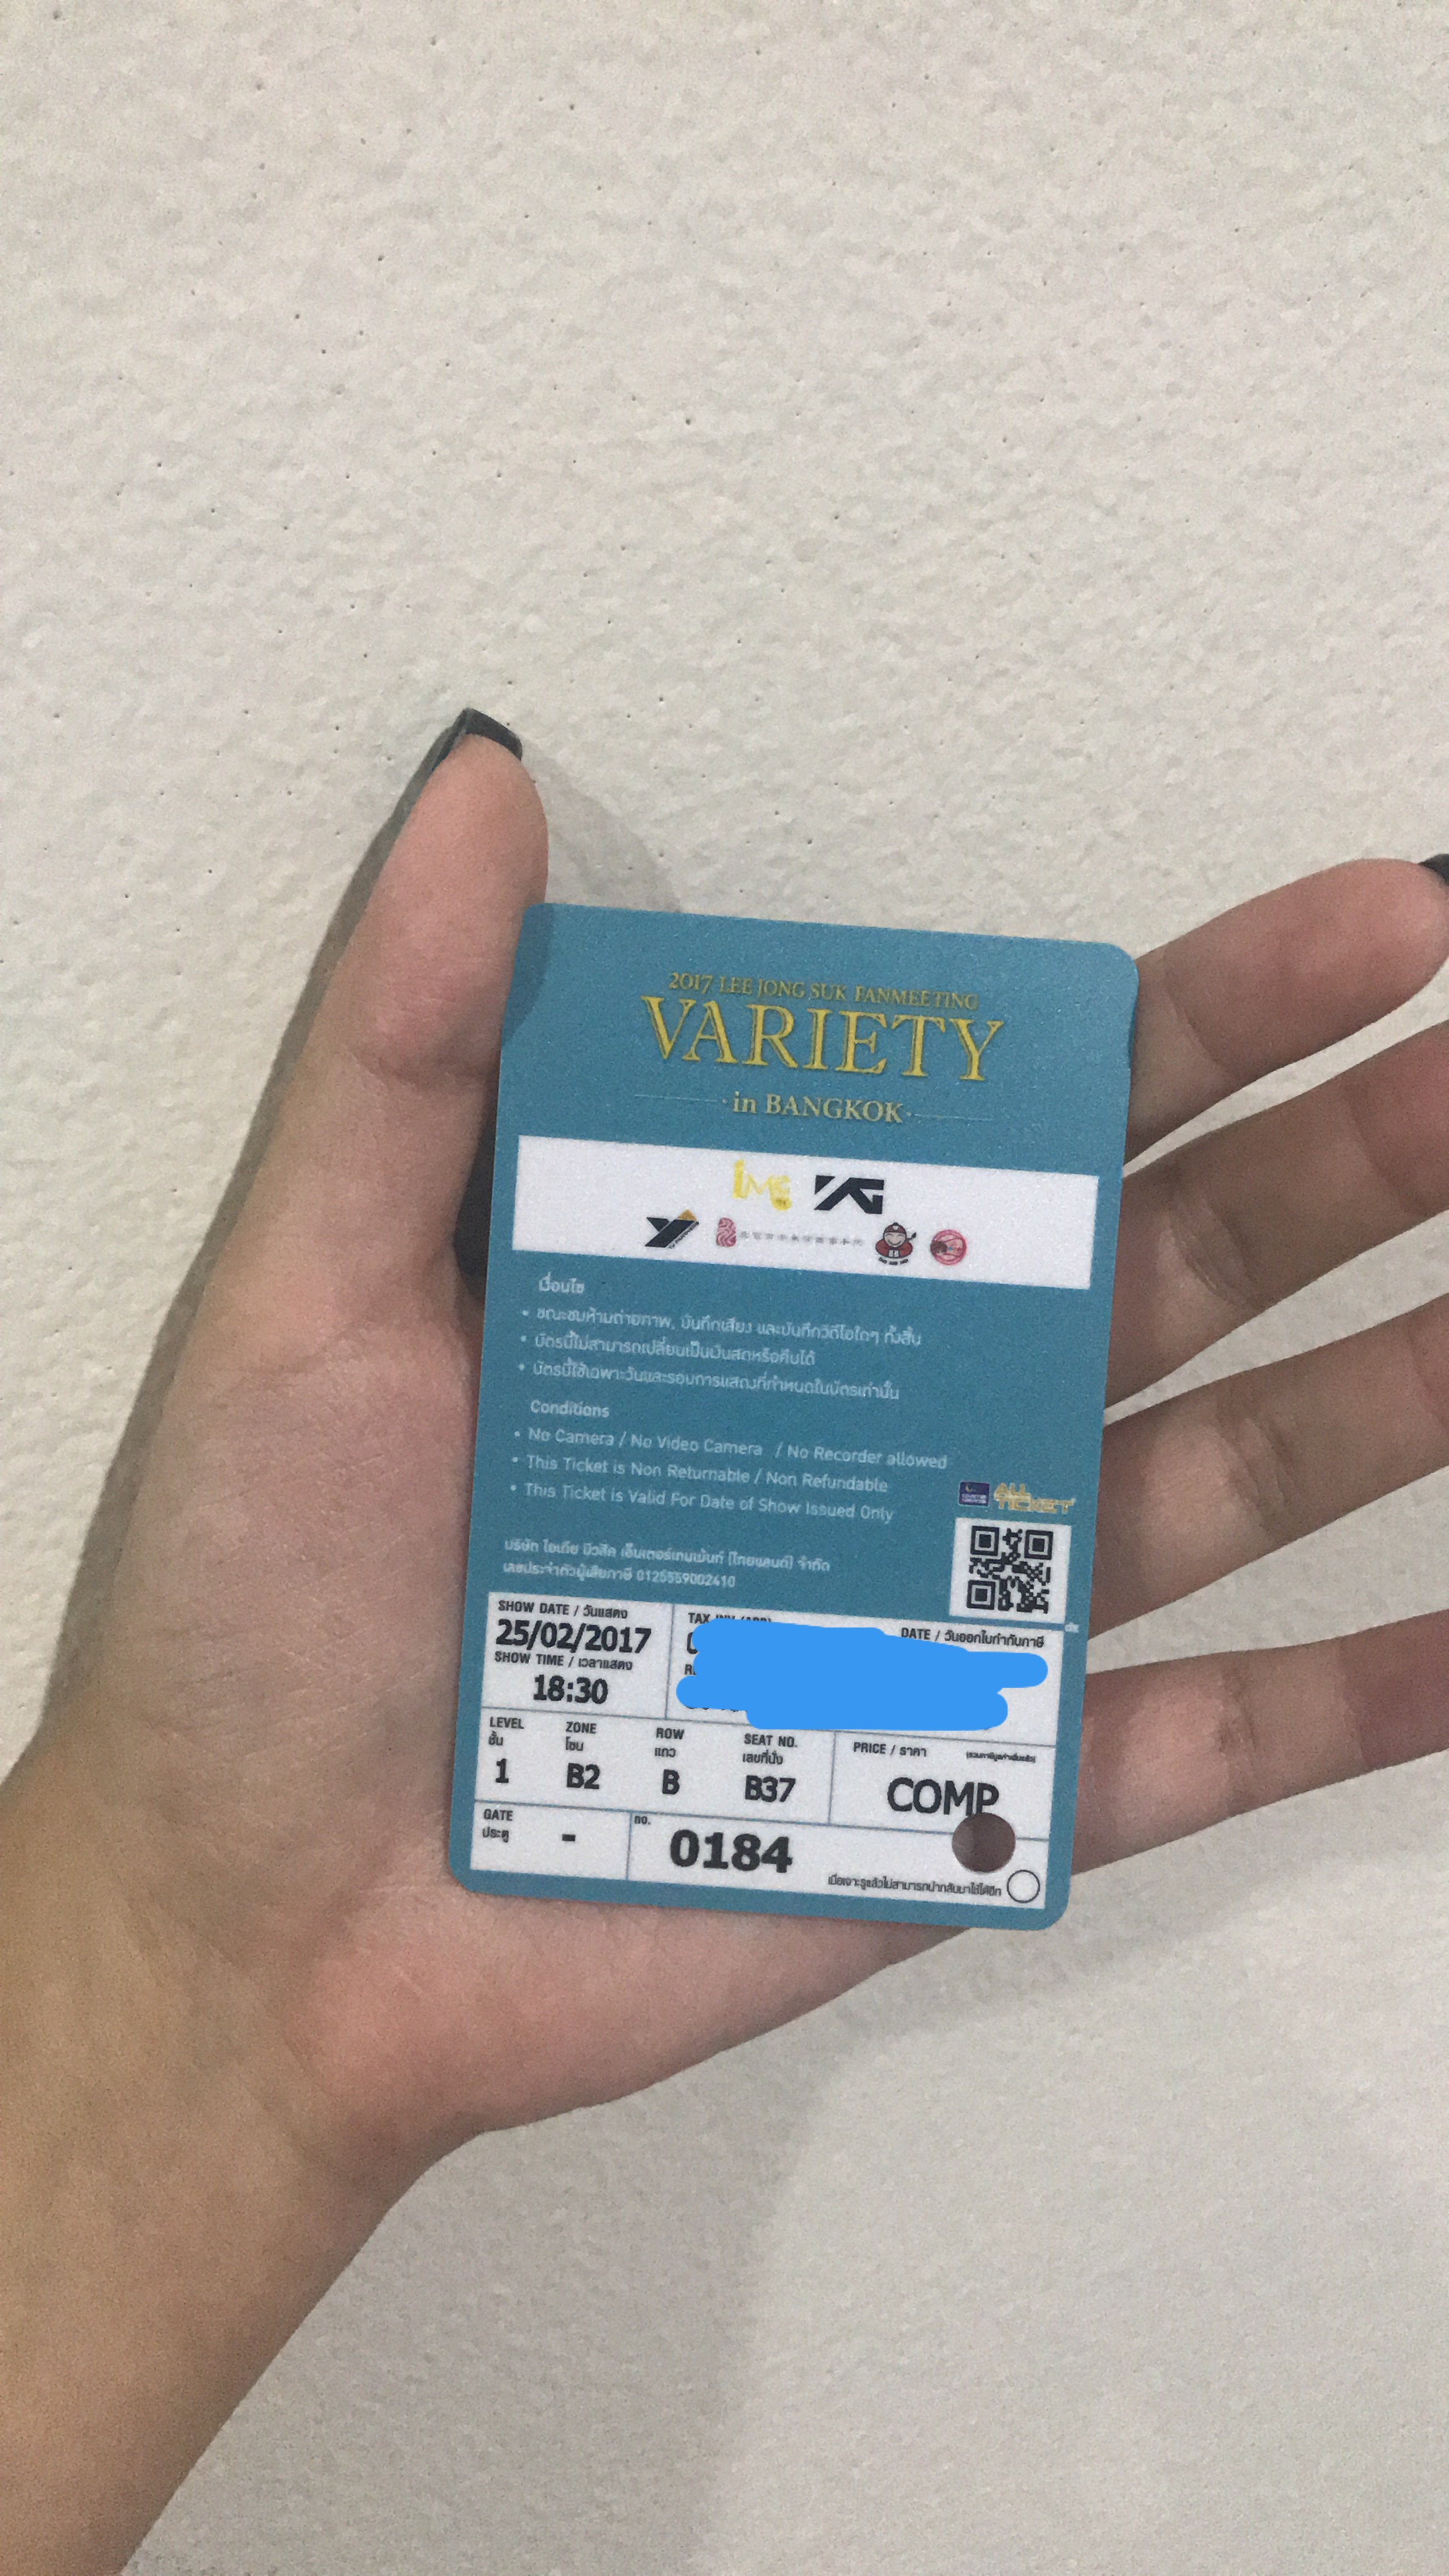 2017 LEE JONG SUK FANMEETING
VARIETY
in BANGKOK
YG
เงื่อนไข
• ขณะชมห้ามถ่ายภาพ, บันทึกเสียง และบันทึกวิดีโอใดๆ ทั้งสิ้น
• บัตรนี้ไม่สามารถเปลี่ยนเป็นเงินสดหรือคืนได้
• บัตรนี้ใช้เฉพาะวันและรอบการแสดงที่กำหนดในบัตรเท่านั้น
Conditions
• No Camera / No Video Camera / No Recorder allowed
• This Ticket is Non Returnable / Non Refundable
• This Ticket is Valid For Date of Show Issued Only
ALL TICKET
บริษัท ไอเอ็มอี มิวสิค เอ็นเตอร์เทนเม้นท์ (ไทยแลนด์) จำกัด
เลขประจำตัวผู้เสียภาษี 0125559002410
SHOW DATE / วันแสดง
25/02/2017
SHOW TIME / เวลาแสดง
18:30
TAX
DATE / วันออกใบกำกับภาษี
LEVEL ZONE ROW SEAT NO. PRICE / ราคา
ชั้น โซน แถว เลขที่นั่ง
1 B2 B B37 COMP
GATE no.
ประตู - 0184
เมื่อเจาะรูแล้วไม่สามารถนำกลับมาใช้ได้อีก